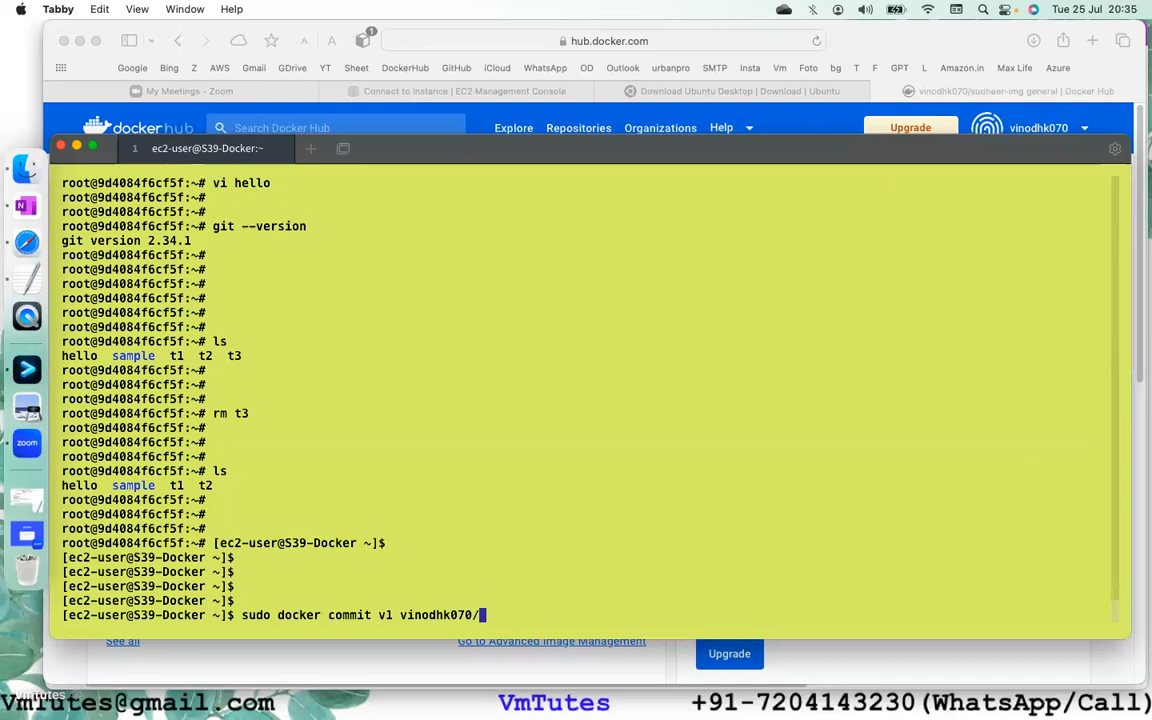 Tabby Edit View Window Help Tue 25 Jul 20:35
hub.docker.com
Google Bing Z AWS Gmail GDrive YT Sheet DockerHub GitHub iCloud WhatsApp OD Outlook urbanpro SMTP Insta Vm Foto bg T F GPT L Amazon.in Max Life Azure
My Meetings - Zoom Connect to instance | EC2 Management Console Download Ubuntu Desktop | Download | Ubuntu vinodhk070/sudheer-img general | Docker Hub
dockerhub Search Docker Hub Explore Repositories Organizations Help Upgrade vinodhk070
1 ec2-user@S39-Docker:~
root@9d4084f6cf5f:~# vi hello
root@9d4084f6cf5f:~#
root@9d4084f6cf5f:~#
root@9d4084f6cf5f:~# git --version
git version 2.34.1
root@9d4084f6cf5f:~#
root@9d4084f6cf5f:~#
root@9d4084f6cf5f:~#
root@9d4084f6cf5f:~#
root@9d4084f6cf5f:~#
root@9d4084f6cf5f:~#
root@9d4084f6cf5f:~# ls
hello sample t1 t2 t3
root@9d4084f6cf5f:~#
root@9d4084f6cf5f:~#
root@9d4084f6cf5f:~#
root@9d4084f6cf5f:~# rm t3
root@9d4084f6cf5f:~#
root@9d4084f6cf5f:~#
root@9d4084f6cf5f:~#
root@9d4084f6cf5f:~# ls
hello sample t1 t2
root@9d4084f6cf5f:~#
root@9d4084f6cf5f:~#
root@9d4084f6cf5f:~#
root@9d4084f6cf5f:~# [ec2-user@S39-Docker ~]$
[ec2-user@S39-Docker ~]$
[ec2-user@S39-Docker ~]$
[ec2-user@S39-Docker ~]$
[ec2-user@S39-Docker ~]$
[ec2-user@S39-Docker ~]$ sudo docker commit v1 vinodhk070/
See all Go to Advanced Image Management
Upgrade
zoom
VmTutes
VmTutes@gmail.com VmTutes +91-7204143230(WhatsApp/Call)